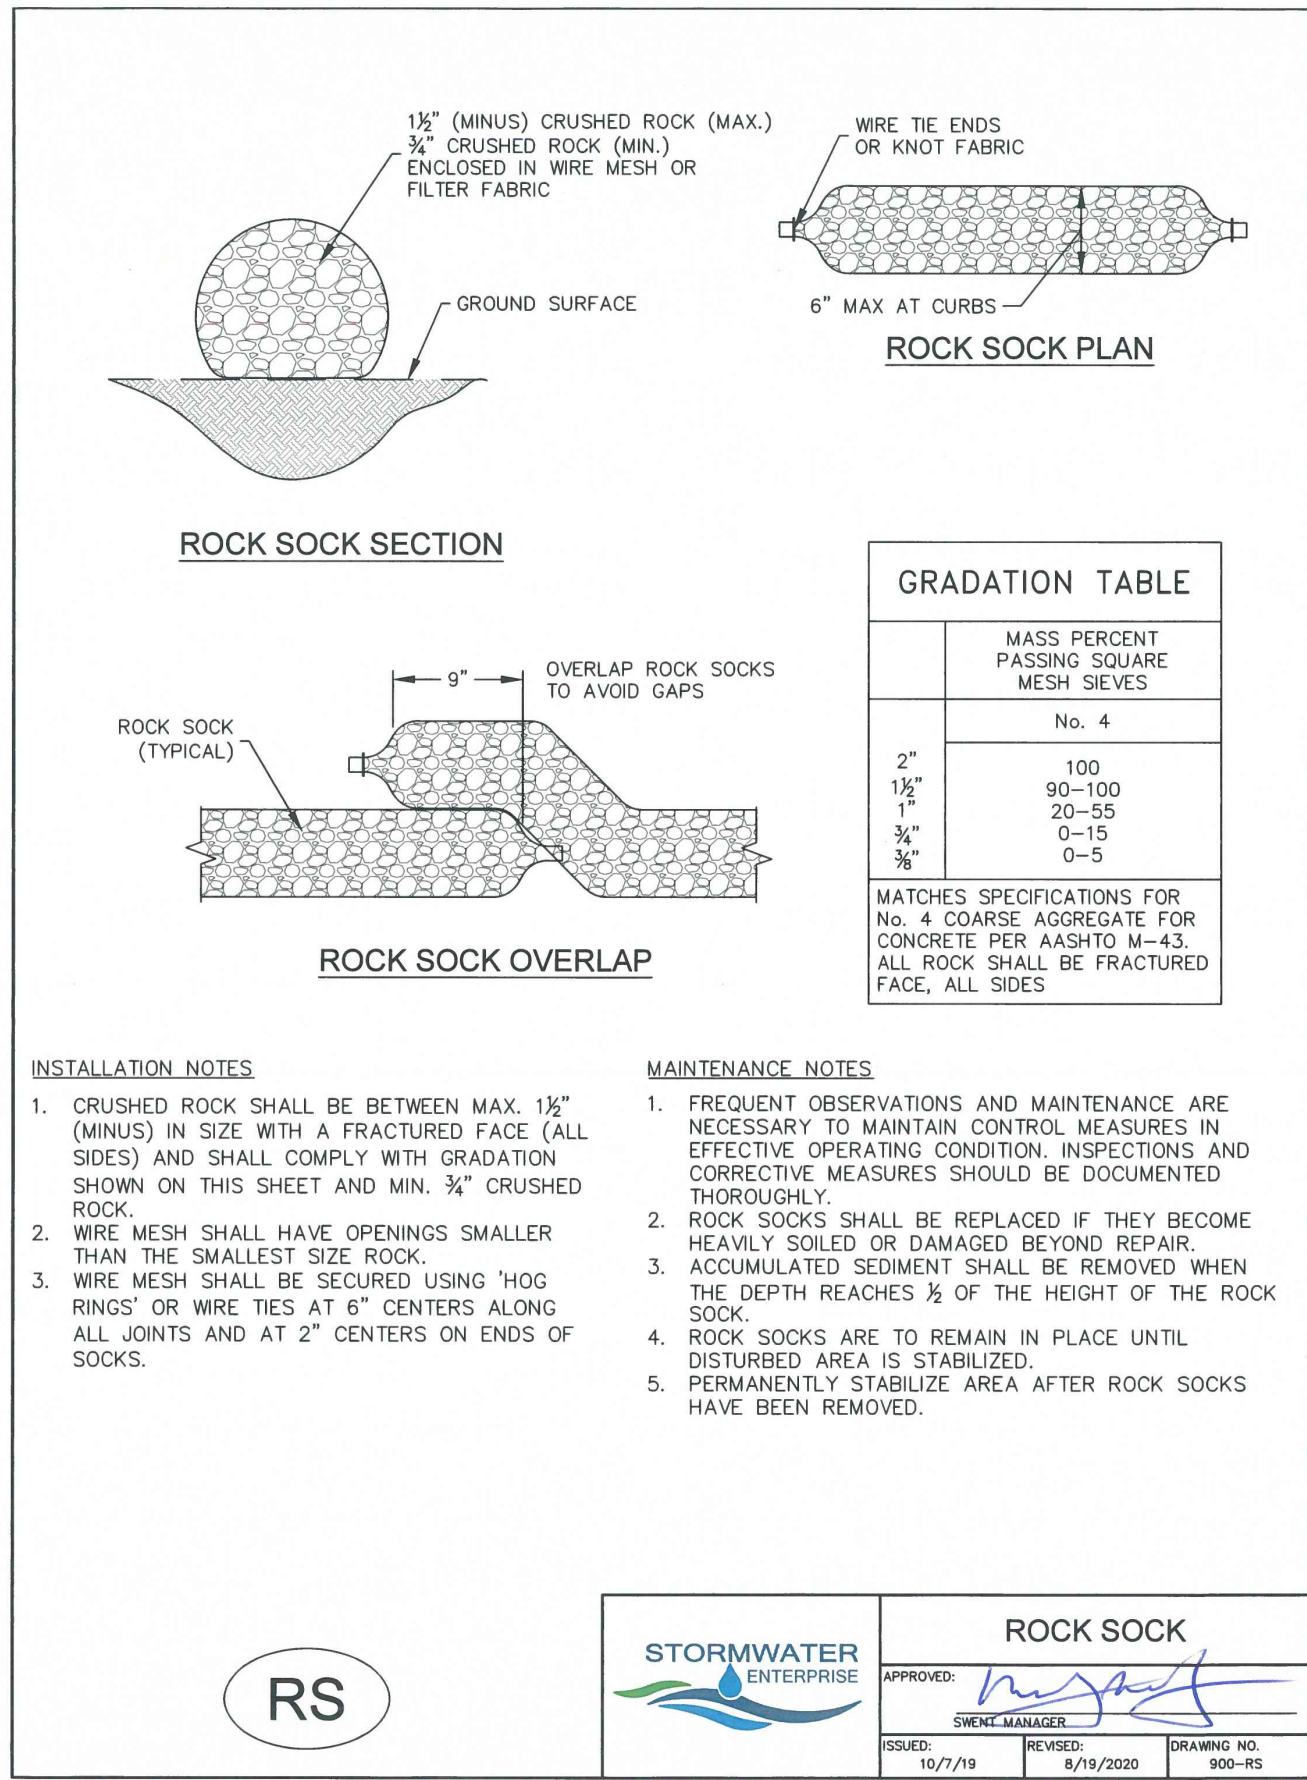 1½" (MINUS) CRUSHED ROCK (MAX.)
¾" CRUSHED ROCK (MIN.)
ENCLOSED IN WIRE MESH OR
FILTER FABRIC
GROUND SURFACE
ROCK SOCK SECTION
WIRE TIE ENDS
OR KNOT FABRIC
6" MAX AT CURBS
ROCK SOCK PLAN
9"
OVERLAP ROCK SOCKS
TO AVOID GAPS
ROCK SOCK
(TYPICAL)
ROCK SOCK OVERLAP
GRADATION TABLE
MASS PERCENT
PASSING SQUARE
MESH SIEVES
No. 4
2" 100
1½" 90-100
1" 20-55
¾" 0-15
⅜" 0-5
MATCHES SPECIFICATIONS FOR
No. 4 COARSE AGGREGATE FOR
CONCRETE PER AASHTO M-43.
ALL ROCK SHALL BE FRACTURED
FACE, ALL SIDES
INSTALLATION NOTES
1. CRUSHED ROCK SHALL BE BETWEEN MAX. 1½"
(MINUS) IN SIZE WITH A FRACTURED FACE (ALL
SIDES) AND SHALL COMPLY WITH GRADATION
SHOWN ON THIS SHEET AND MIN. ¾" CRUSHED
ROCK.
2. WIRE MESH SHALL HAVE OPENINGS SMALLER
THAN THE SMALLEST SIZE ROCK.
3. WIRE MESH SHALL BE SECURED USING 'HOG
RINGS' OR WIRE TIES AT 6" CENTERS ALONG
ALL JOINTS AND AT 2" CENTERS ON ENDS OF
SOCKS.
MAINTENANCE NOTES
1. FREQUENT OBSERVATIONS AND MAINTENANCE ARE
NECESSARY TO MAINTAIN CONTROL MEASURES IN
EFFECTIVE OPERATING CONDITION. INSPECTIONS AND
CORRECTIVE MEASURES SHOULD BE DOCUMENTED
THOROUGHLY.
2. ROCK SOCKS SHALL BE REPLACED IF THEY BECOME
HEAVILY SOILED OR DAMAGED BEYOND REPAIR.
3. ACCUMULATED SEDIMENT SHALL BE REMOVED WHEN
THE DEPTH REACHES ½ OF THE HEIGHT OF THE ROCK
SOCK.
4. ROCK SOCKS ARE TO REMAIN IN PLACE UNTIL
DISTURBED AREA IS STABILIZED.
5. PERMANENTLY STABILIZE AREA AFTER ROCK SOCKS
HAVE BEEN REMOVED.
RS
STORMWATER
ENTERPRISE
ROCK SOCK
APPROVED:
SWENT MANAGER
ISSUED:
10/7/19
REVISED:
8/19/2020
DRAWING NO.
900-RS